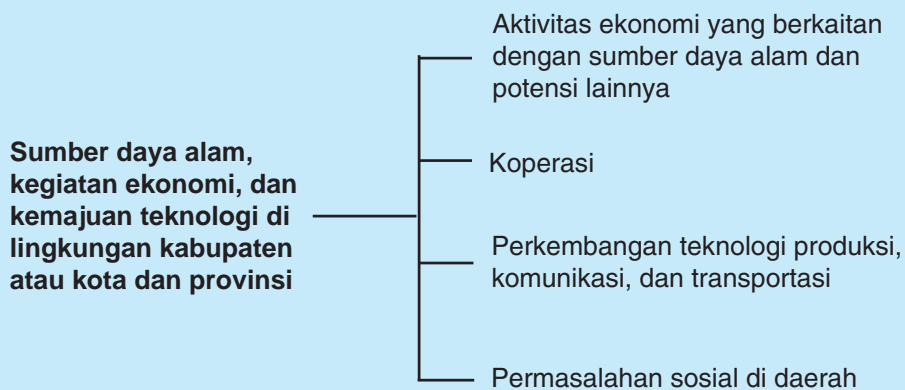 Sumber daya alam,
kegiatan ekonomi, dan
kemajuan teknologi di
lingkungan kabupaten
atau kota dan provinsi
Aktivitas ekonomi yang berkaitan
dengan sumber daya alam dan
potensi lainnya
Koperasi
Perkembangan teknologi produksi,
komunikasi, dan transportasi
Permasalahan sosial di daerah